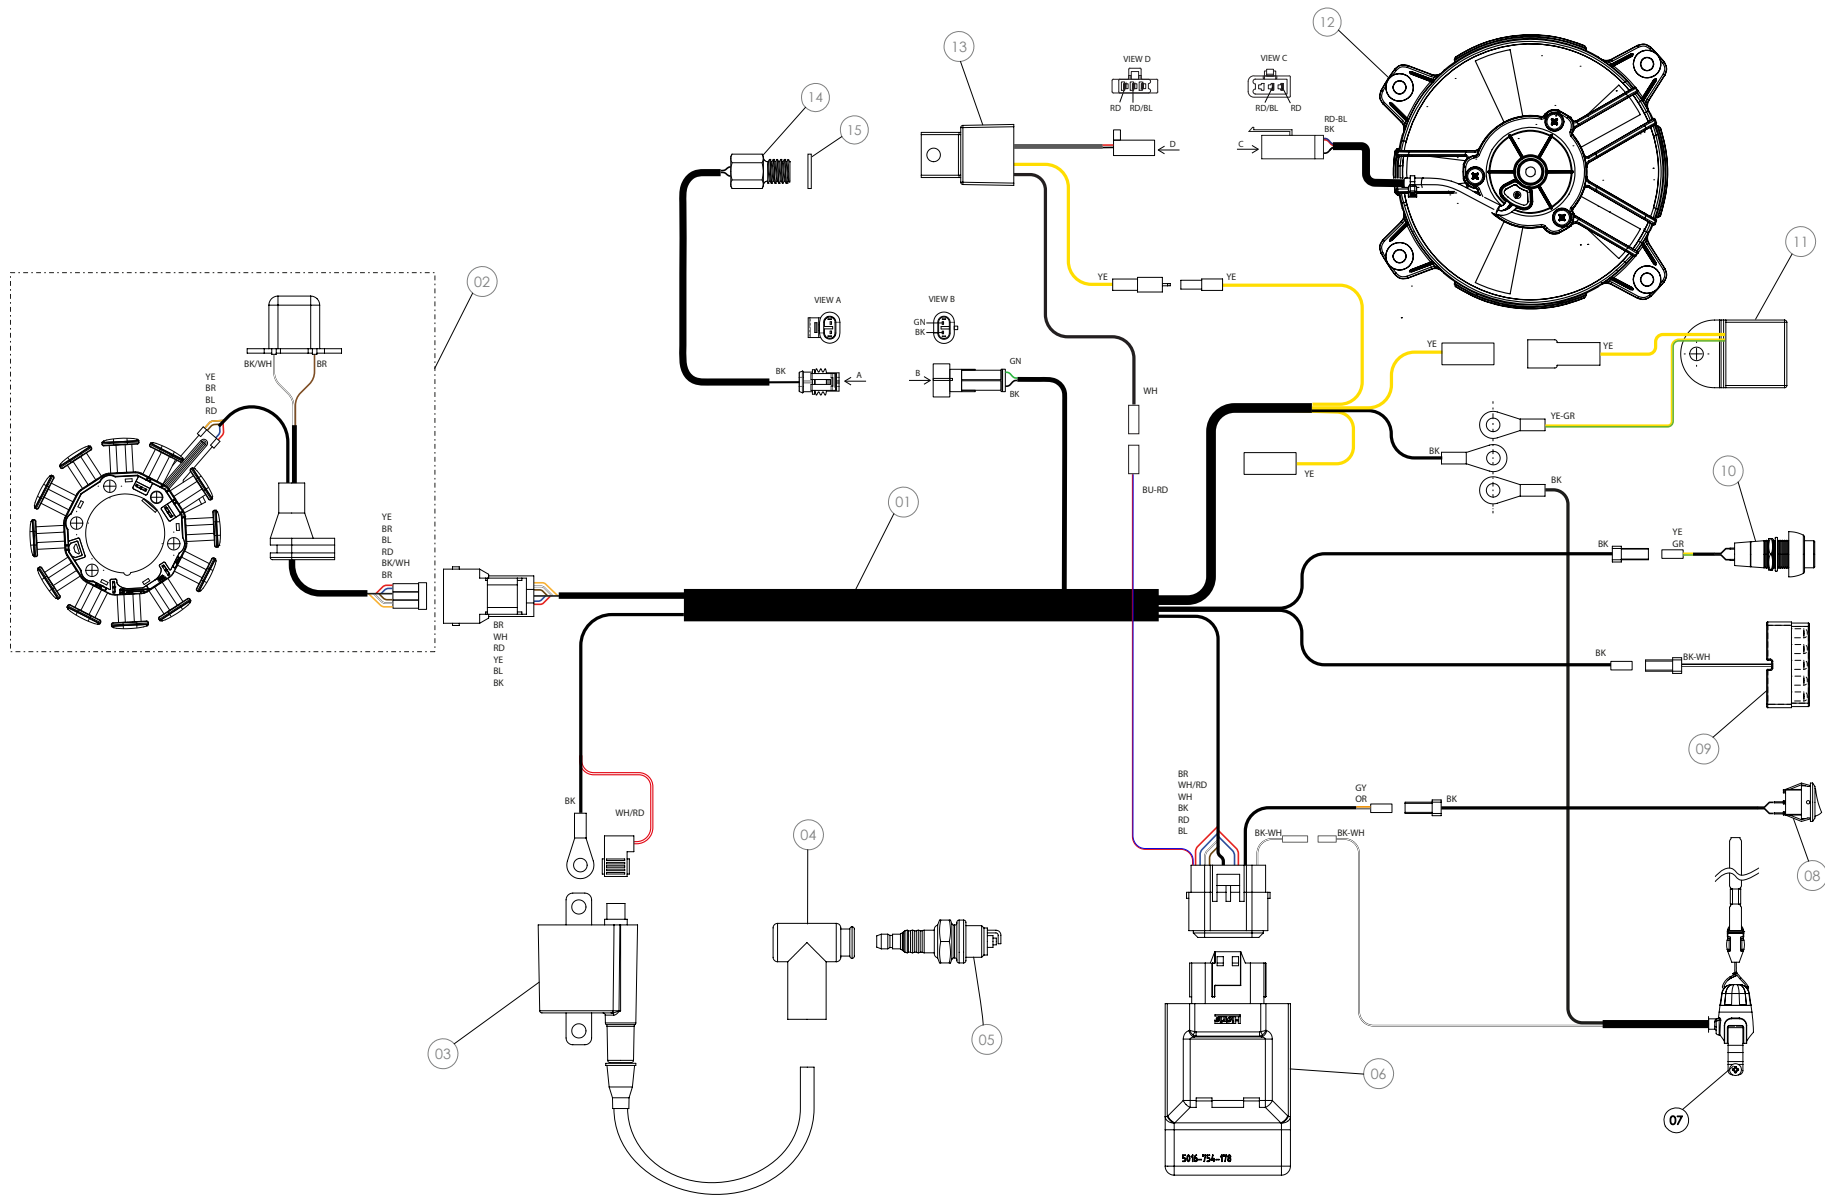 12
13
VIEW D
RD RD/BL
VIEW C
RD/BL RD
14
15
RD-BL
BK
D
C
11
02
YE
YE
VIEW A
VIEW B
GN
BK
BK/WH
BR
YE
BR
BL
RD
BK
A
B
GN
BK
YE
YE
WH
YE-GR
BK
YE
BK
10
BU-RD
01
YE
BR
BL
RD
BK/WH
BR
YE
GR
BK
BR
WH
RD
YE
BL
BK
BK
BK-WH
09
BR
WH/RD
WH
BK
RD
BL
GY
OR
BK
BK
WH/RD
04
BK-WH
BK-WH
08
05
03
06
07
5016-754-178